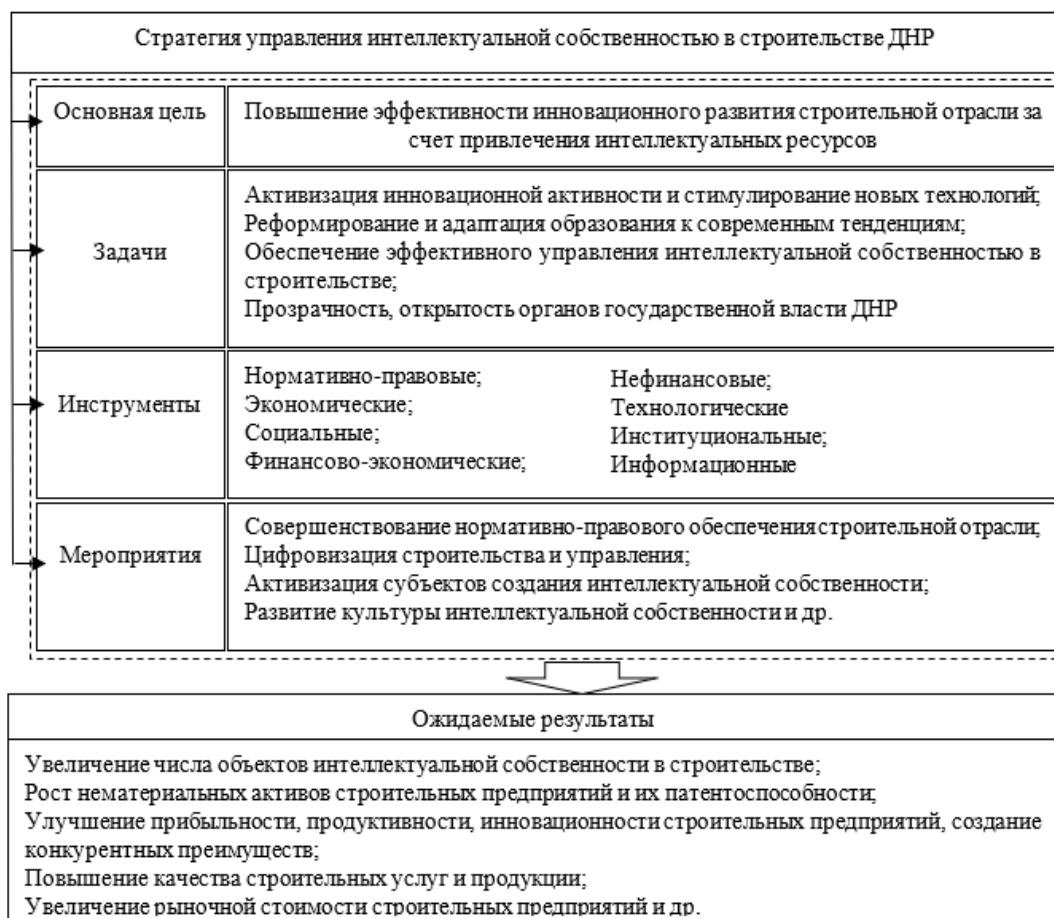 Стратегия управления интеллектуальной собственностью в строительстве ДНР
Основная цель
Повышение эффективности инновационного развития строительной отрасли за
счет привлечения интеллектуальных ресурсов
Задачи
Активизация инновационной активности и стимулирование новых технологий;
Реформирование и адаптация образования к современным тенденциям;
Обеспечение эффективного управления интеллектуальной собственностью в
строительстве;
Прозрачность, открытость органов государственной власти ДНР
Инструменты
Нормативно-правовые;
Экономические;
Социальные;
Финансово-экономические;
Нефинансовые;
Технологические
Институциональные;
Информационные
Мероприятия
Совершенствование нормативно-правового обеспечения строительной отрасли;
Цифровизация строительства и управления;
Активизация субъектов создания интеллектуальной собственности;
Развитие культуры интеллектуальной собственности и др.
Ожидаемые результаты
Увеличение числа объектов интеллектуальной собственности в строительстве;
Рост нематериальных активов строительных предприятий и их патентоспособности;
Улучшение прибыльности, продуктивности, инновационности строительных предприятий, создание
конкурентных преимуществ;
Повышение качества строительных услуг и продукции;
Увеличение рыночной стоимости строительных предприятий и др.